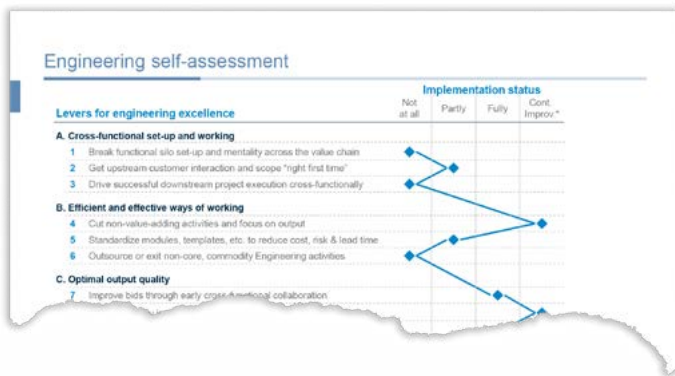 Engineering self-assessment
Implementation status
Levers for engineering excellence
Not at all
Partly
Fully
Cont. Improv.*
A. Cross-functional set-up and working
1 Break functional silo set-up and mentality across the value chain
2 Get upstream customer interaction and scope "right first time"
3 Drive successful downstream project execution cross-functionally
B. Efficient and effective ways of working
4 Cut non-value-adding activities and focus on output
5 Standardize modules, templates, etc. to reduce cost, risk & lead time
6 Outsource or exit non-core, commodity Engineering activities
C. Optimal output quality
7 Improve bids through early cross-functional collaboration